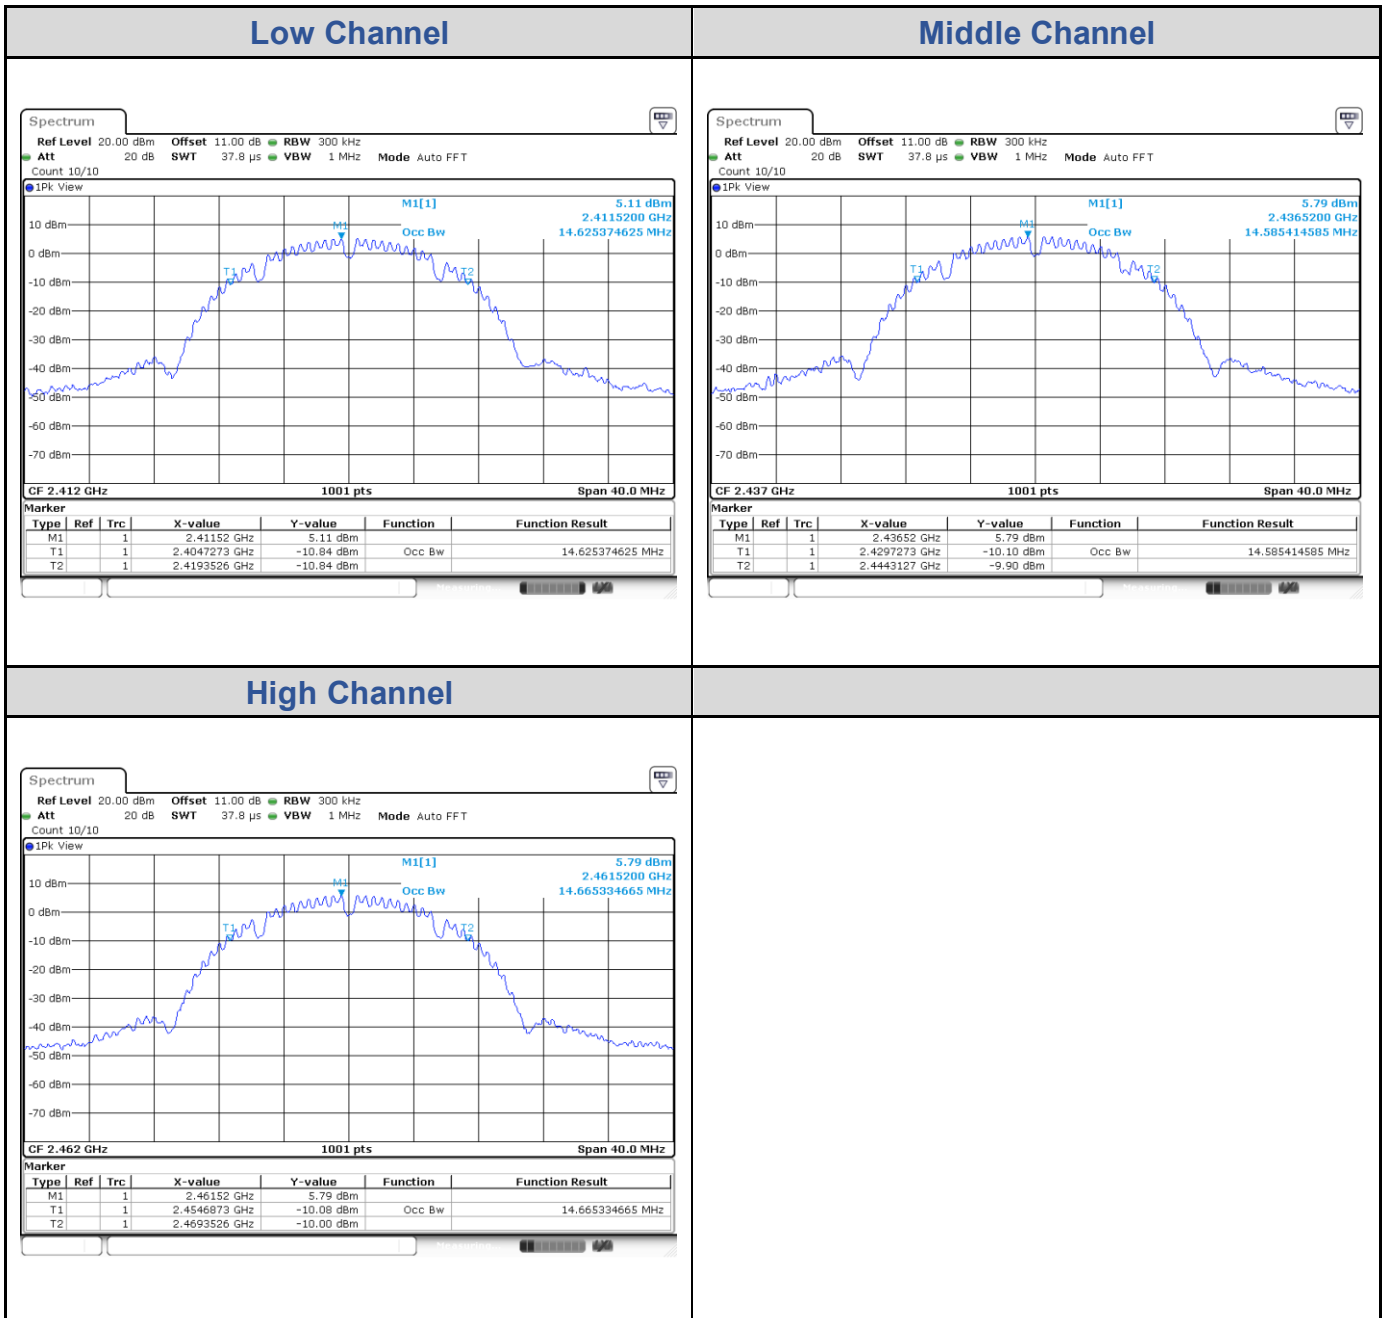 Low Channel
Middle Channel
Spectrum
Ref Level 20.00 dBm Offset 11.00 dB RBW 300 kHz
Att 20 dB SWT 37.8 µs VBW 1 MHz Mode Auto FFT
Count 10/10
1Pk View
M1[1] 5.11 dBm
2.4115200 GHz
Occ Bw 14.625374625 MHz
M1
T1
T2
10 dBm
0 dBm
-10 dBm
-20 dBm
-30 dBm
-40 dBm
-50 dBm
-60 dBm
-70 dBm
CF 2.412 GHz 1001 pts Span 40.0 MHz
Marker
Type Ref Trc X-value Y-value Function Function Result
M1 1 2.41152 GHz 5.11 dBm
T1 1 2.4047273 GHz -10.84 dBm Occ Bw 14.625374625 MHz
T2 1 2.4193526 GHz -10.84 dBm
Spectrum
Ref Level 20.00 dBm Offset 11.00 dB RBW 300 kHz
Att 20 dB SWT 37.8 µs VBW 1 MHz Mode Auto FFT
Count 10/10
1Pk View
M1[1] 5.79 dBm
2.4365200 GHz
Occ Bw 14.585414585 MHz
M1
T1
T2
10 dBm
0 dBm
-10 dBm
-20 dBm
-30 dBm
-40 dBm
-50 dBm
-60 dBm
-70 dBm
CF 2.437 GHz 1001 pts Span 40.0 MHz
Marker
Type Ref Trc X-value Y-value Function Function Result
M1 1 2.43652 GHz 5.79 dBm
T1 1 2.4297273 GHz -10.10 dBm Occ Bw 14.585414585 MHz
T2 1 2.4443127 GHz -9.90 dBm
High Channel
Spectrum
Ref Level 20.00 dBm Offset 11.00 dB RBW 300 kHz
Att 20 dB SWT 37.8 µs VBW 1 MHz Mode Auto FFT
Count 10/10
1Pk View
M1[1] 5.79 dBm
2.4615200 GHz
Occ Bw 14.665334665 MHz
M1
T1
T2
10 dBm
0 dBm
-10 dBm
-20 dBm
-30 dBm
-40 dBm
-50 dBm
-60 dBm
-70 dBm
CF 2.462 GHz 1001 pts Span 40.0 MHz
Marker
Type Ref Trc X-value Y-value Function Function Result
M1 1 2.46152 GHz 5.79 dBm
T1 1 2.4546873 GHz -10.08 dBm Occ Bw 14.665334665 MHz
T2 1 2.4693526 GHz -10.00 dBm